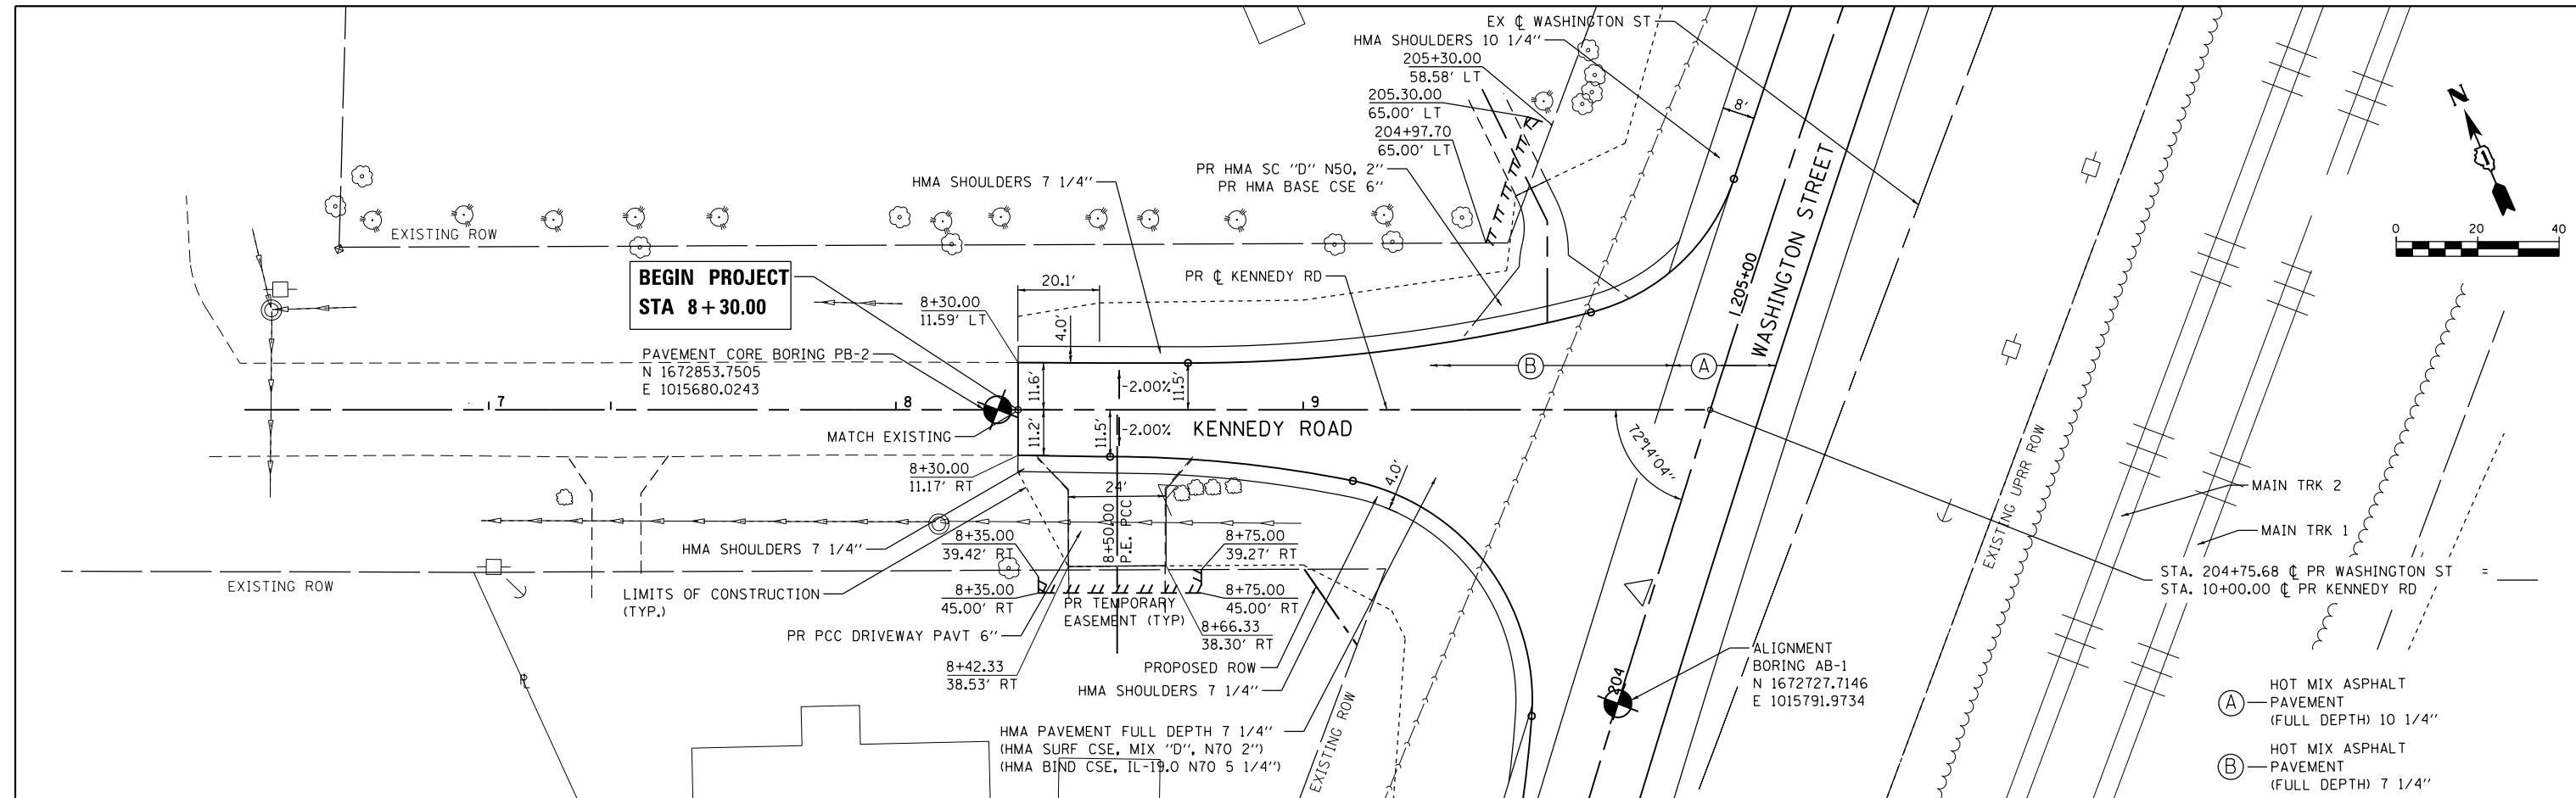 EX ℄ WASHINGTON ST
HMA SHOULDERS 10 1/4"
205+30.00
58.58' LT
205.30.00
65.00' LT
204+97.70
65.00' LT
8'
N
0 20 40
PR HMA SC "D" N50, 2"
PR HMA BASE CSE 6"
HMA SHOULDERS 7 1/4"
EXISTING ROW
BEGIN PROJECT
STA 8+30.00
20.1'
PR ℄ KENNEDY RD
8+30.00
11.59' LT
4.0'
205+00
WASHINGTON STREET
PAVEMENT CORE BORING PB-2
N 1672853.7505
E 1015680.0243
B
A
11.6'
-2.00%
11.5'
7
8
9
MATCH EXISTING
11.2'
11.5'
-2.00%
KENNEDY ROAD
72°14'04"
8+30.00
11.17' RT
4.0'
24'
EXISTING UPRR ROW
MAIN TRK 2
MAIN TRK 1
HMA SHOULDERS 7 1/4"
8+35.00
39.42' RT
8+50.00
P.E. PCC
8+75.00
39.27' RT
STA. 204+75.68 ℄ PR WASHINGTON ST =
STA. 10+00.00 ℄ PR KENNEDY RD
EXISTING ROW
LIMITS OF CONSTRUCTION
(TYP.)
8+35.00
45.00' RT
PR TEMPORARY
EASEMENT (TYP)
8+75.00
45.00' RT
PR PCC DRIVEWAY PAVT 6"
8+66.33
38.30' RT
8+42.33
38.53' RT
PROPOSED ROW
HMA SHOULDERS 7 1/4"
204
ALIGNMENT
BORING AB-1
N 1672727.7146
E 1015791.9734
PL
HMA PAVEMENT FULL DEPTH 7 1/4"
(HMA SURF CSE, MIX "D", N70 2")
(HMA BIND CSE, IL-19.0 N70 5 1/4")
EXISTING ROW
A
HOT MIX ASPHALT
PAVEMENT
(FULL DEPTH) 10 1/4"
B
HOT MIX ASPHALT
PAVEMENT
(FULL DEPTH) 7 1/4"